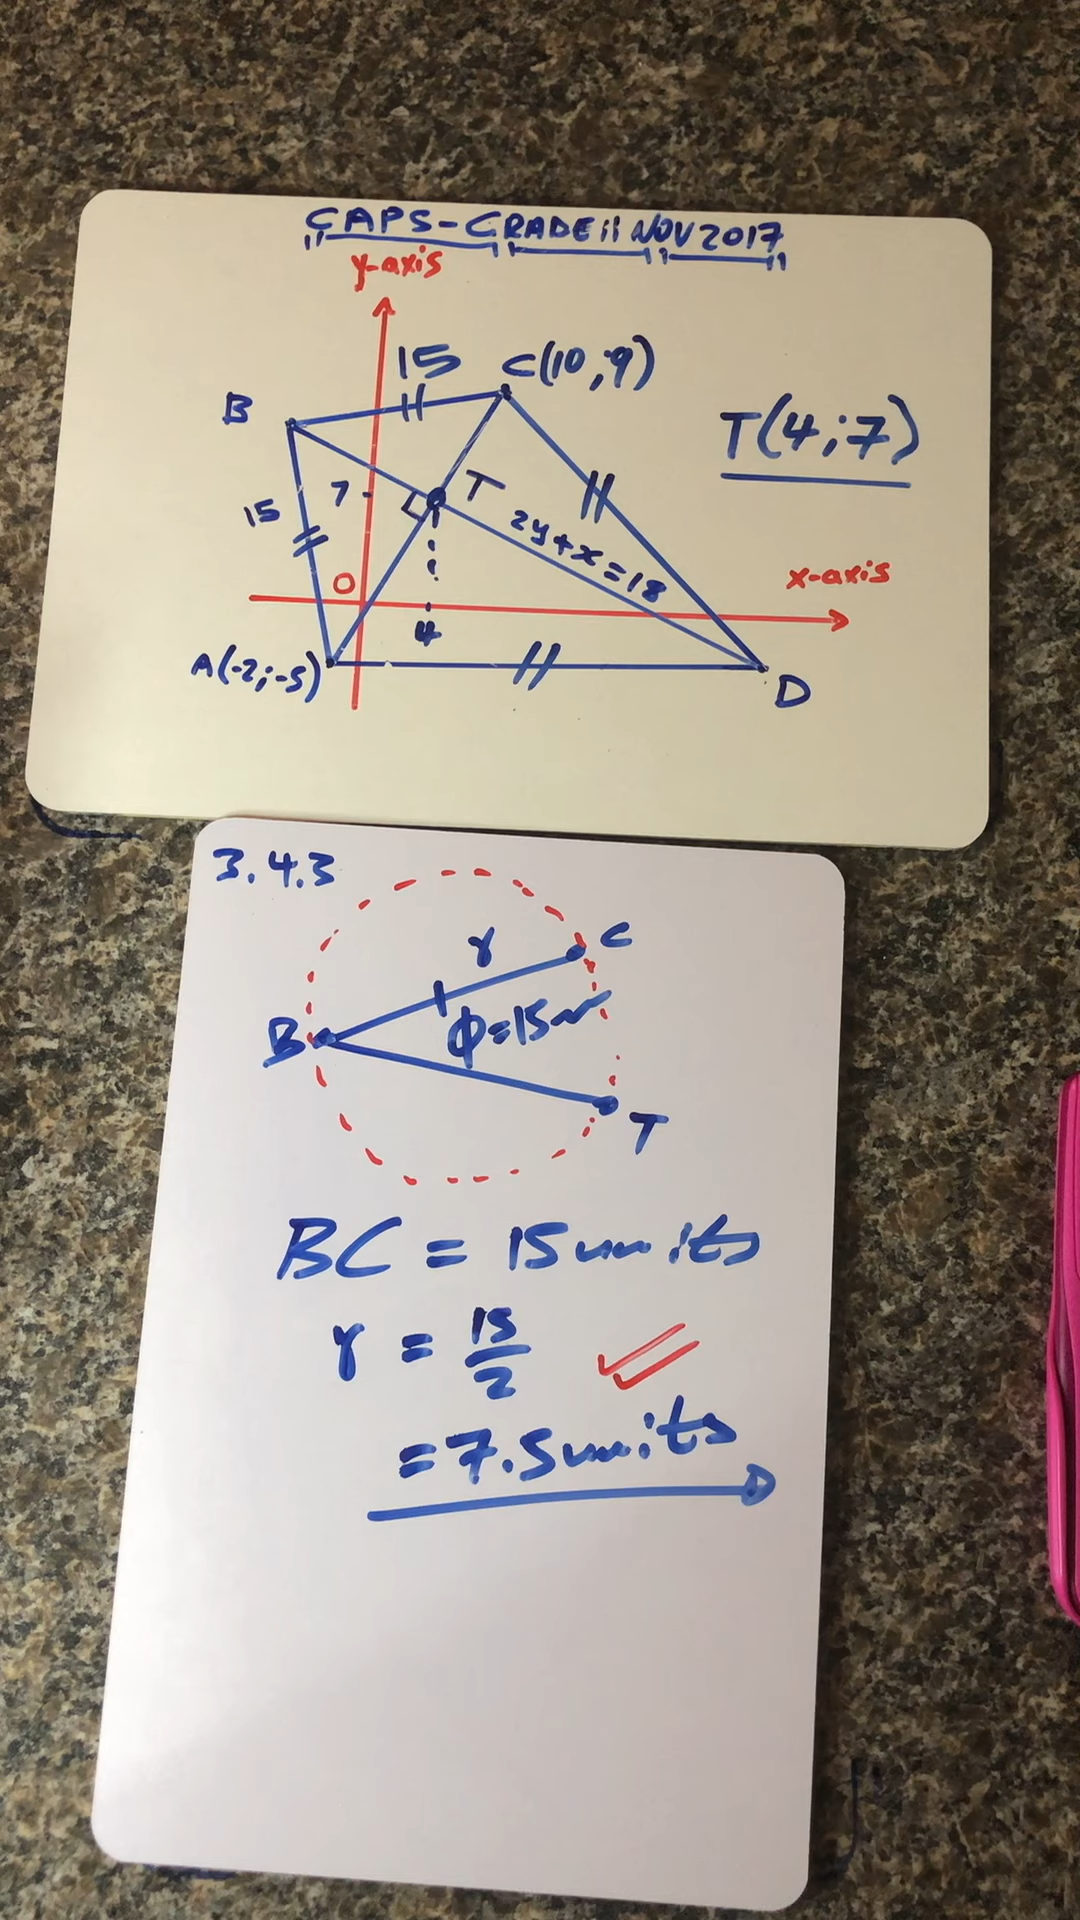 CAPS-GRADE 11 NOV 2017
y-axis
15
C(10;9)
B
T(4;7)
7
T
15
2y+x=18
0
x-axis
4
A(-2;-5)
D
3.4.3
r
C
B
ϕ=15
T
BC = 15 units
r = 15/2
= 7.5 units